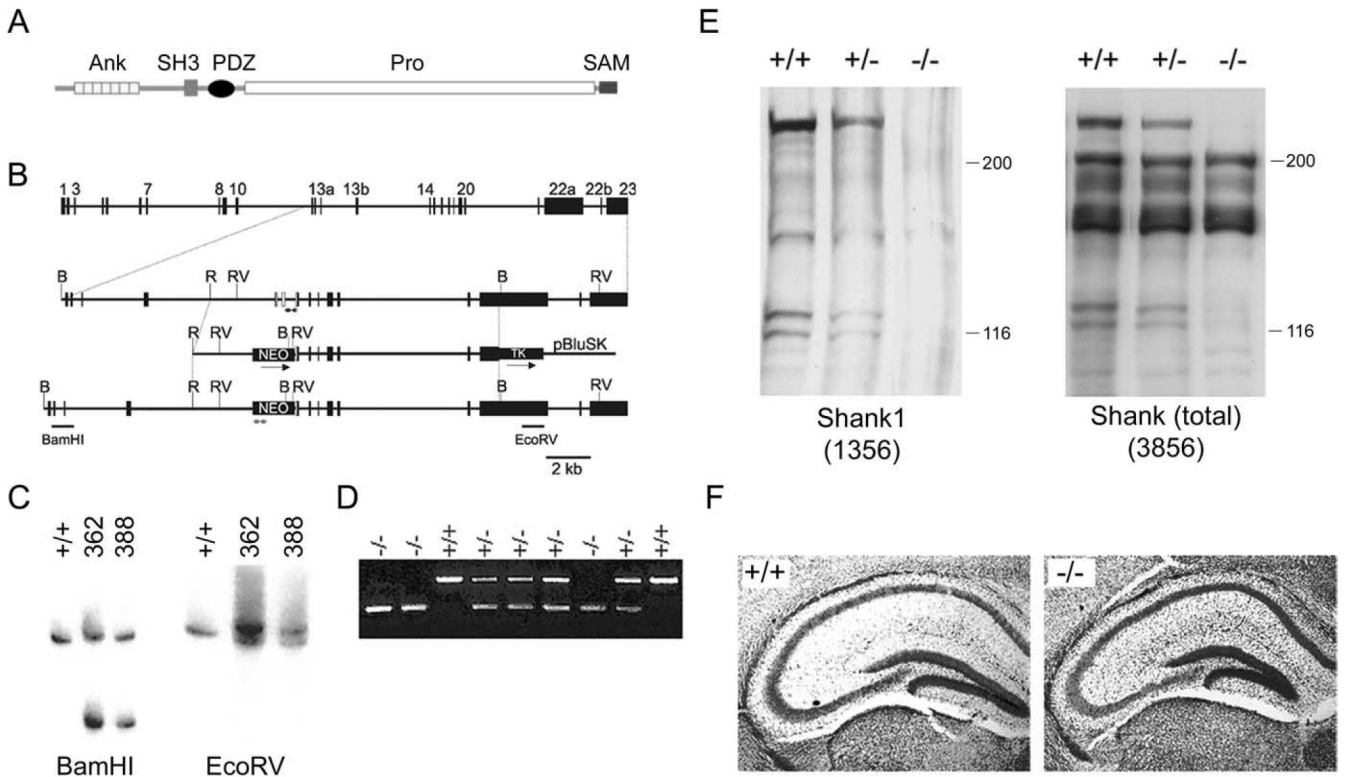 A
Ank SH3 PDZ Pro SAM
B
1 3 7 8 10 13a 13b 14 20 22a 22b 23
B R RV B RV
R RV B RV pBluSK
NEO TK
B R RV B RV B RV
NEO
BamHI EcoRV
2 kb
C
+/+ 362 388 +/+ 362 388
BamHI EcoRV
D
-/- -/- +/+ +/- +/- +/- -/- +/- +/+
E
+/+ +/- -/- +/+ +/- -/-
200 200
116 116
Shank1 Shank (total)
(1356) (3856)
F
+/+ -/-